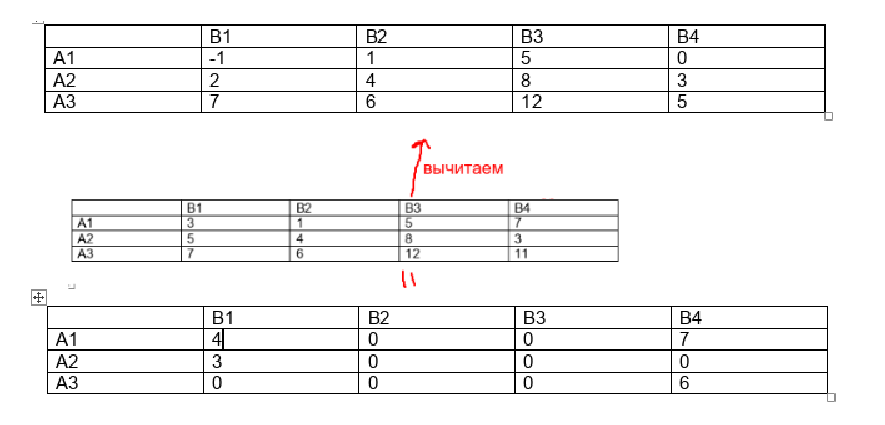 B1 B2 B3 B4
A1 -1 1 5 0
A2 2 4 8 3
A3 7 6 12 5
вычитаем
B1 B2 B3 B4
A1 3 1 5 7
A2 5 4 8 3
A3 7 6 12 11
B1 B2 B3 B4
A1 4 0 0 7
A2 3 0 0 0
A3 0 0 0 6